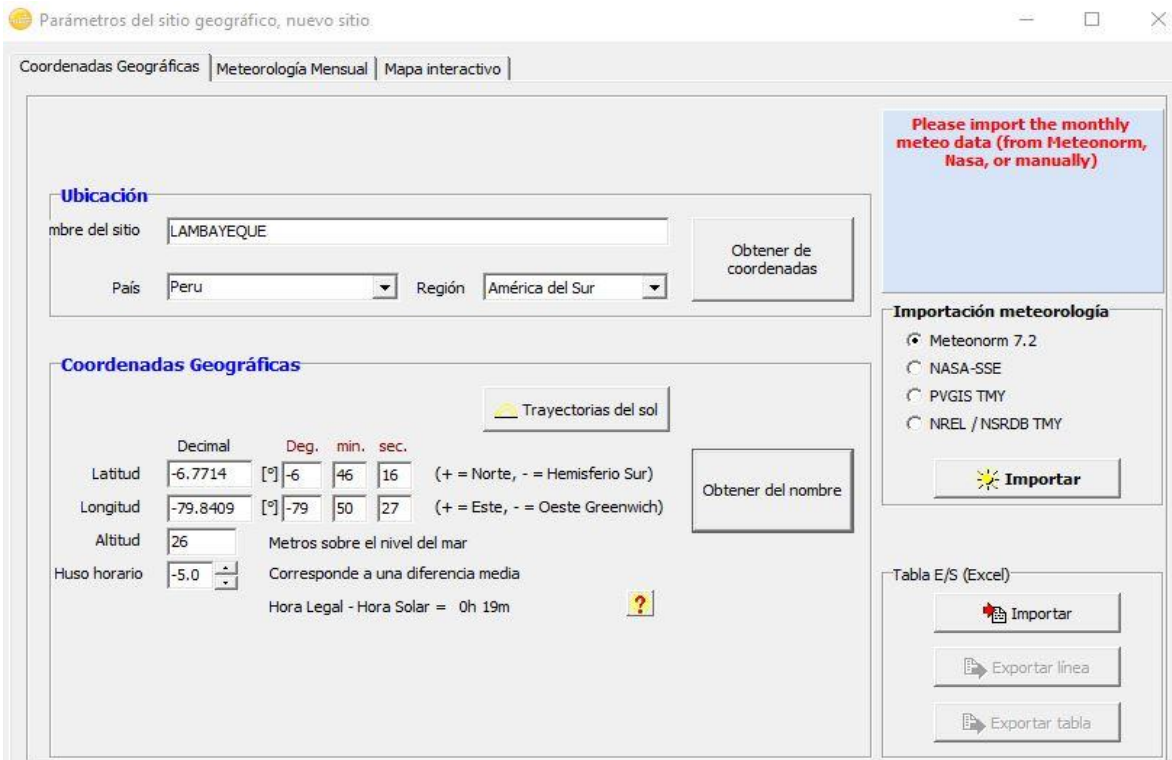 Parámetros del sitio geográfico, nuevo sitio
Coordenadas Geográficas Meteorología Mensual Mapa interactivo
Please import the monthly
meteo data (from Meteonorm,
Nasa, or manually)
Ubicación
mbre del sitio LAMBAYEQUE
Obtener de
coordenadas
País Peru Región América del Sur
Importación meteorología
Meteonorm 7.2
NASA-SSE
PVGIS TMY
NREL / NSRDB TMY
Importar
Coordenadas Geográficas
Trayectorias del sol
Decimal Deg. min. sec.
Latitud -6.7714 [°] -6 46 16 (+ = Norte, - = Hemisferio Sur)
Longitud -79.8409 [°] -79 50 27 (+ = Este, - = Oeste Greenwich)
Obtener del nombre
Altitud 26 Metros sobre el nivel del mar
Huso horario -5.0 Corresponde a una diferencia media
Hora Legal - Hora Solar = 0h 19m ?
Tabla E/S (Excel)
Importar
Exportar línea
Exportar tabla